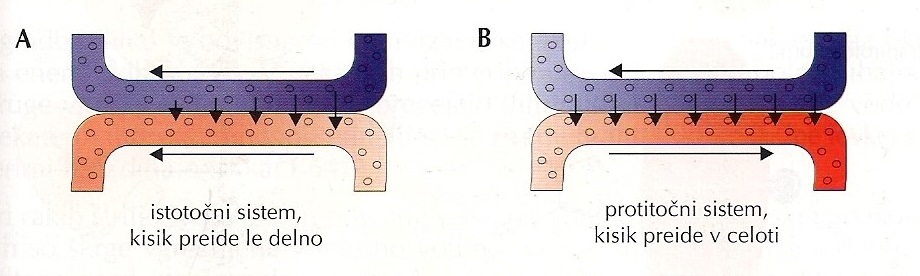 A
B
istotočni sistem,
kisik preide le delno
protitočni sistem,
kisik preide v celoti